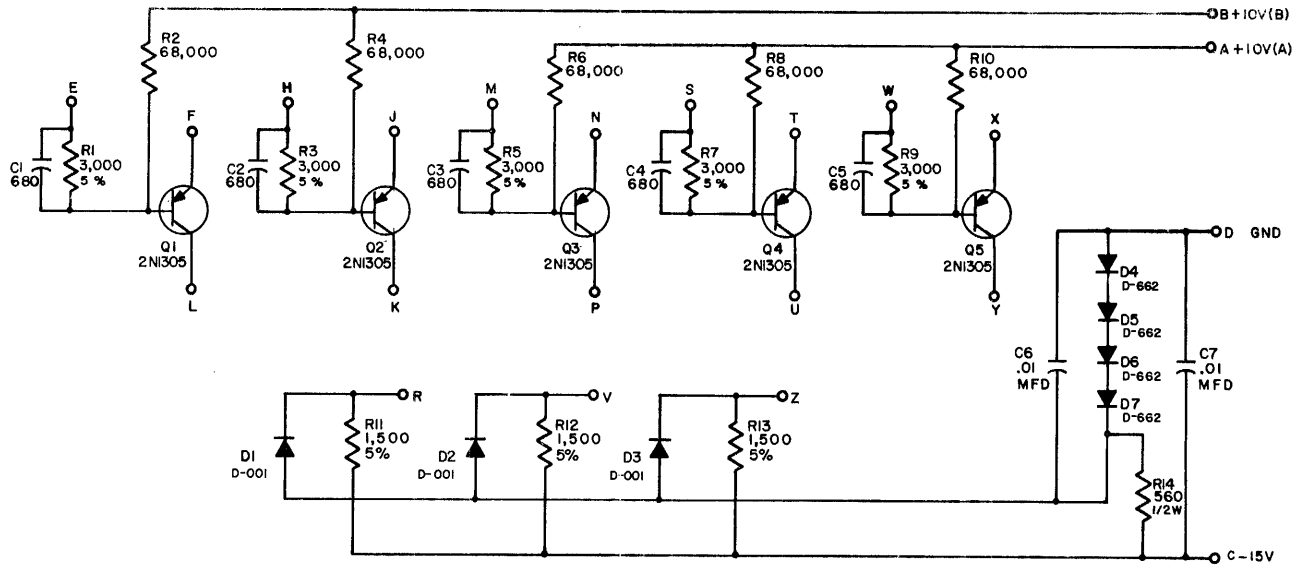 B+10V(B)
R2
68,000
R4
68,000
A+10V(A)
R6
68,000
R8
68,000
R10
68,000
E
H
M
S
W
F
J
N
T
X
C1
680
R1
3,000
5%
C2
680
R3
3,000
5%
C3
680
R5
3,000
5%
C4
680
R7
3,000
5%
C5
680
R9
3,000
5%
Q1
2N1305
Q2
2N1305
Q3
2N1305
Q4
2N1305
Q5
2N1305
L
K
P
U
Y
D GND
D4
D-662
D5
D-662
D6
D-662
D7
D-662
C6
.01
MFD
C7
.01
MFD
R
V
Z
R11
1,500
5%
R12
1,500
5%
R13
1,500
5%
D1
D-001
D2
D-001
D3
D-001
R14
560
1/2W
C-15V